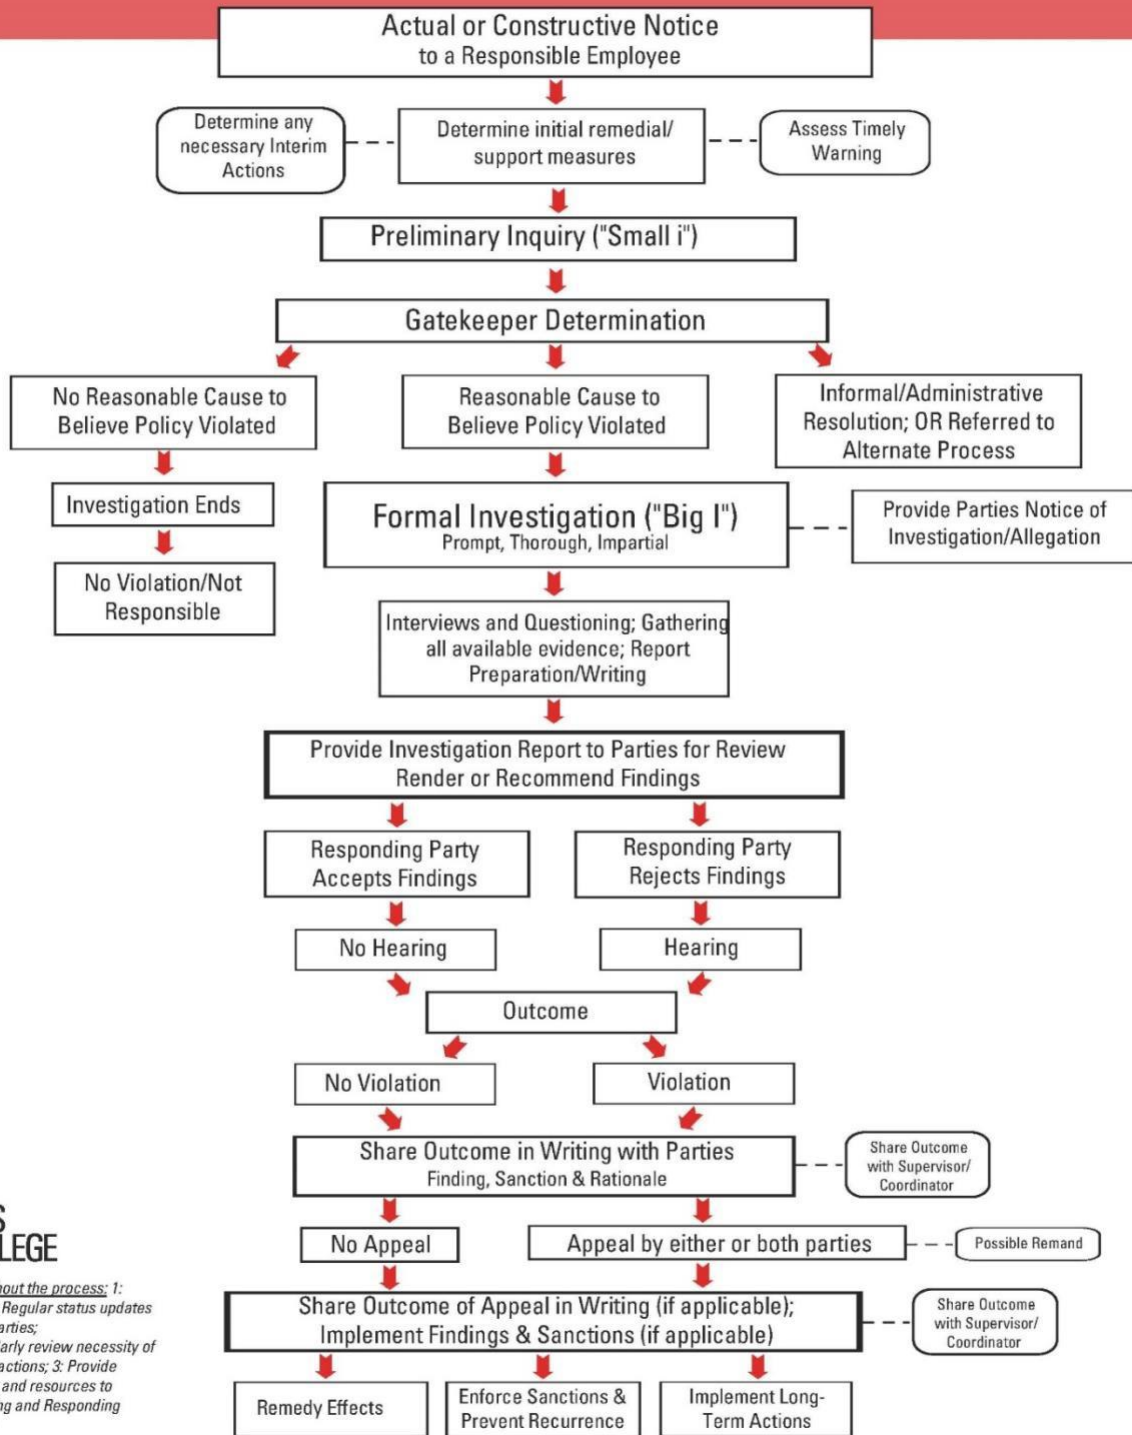 Actual or Constructive Notice
to a Responsible Employee
Determine any
necessary Interim
Actions
Determine initial remedial/
support measures
Assess Timely
Warning
Preliminary Inquiry ("Small i")
Gatekeeper Determination
No Reasonable Cause to
Believe Policy Violated
Reasonable Cause to
Believe Policy Violated
Informal/Administrative
Resolution; OR Referred to
Alternate Process
Investigation Ends
Formal Investigation ("Big I")
Prompt, Thorough, Impartial
Provide Parties Notice of
Investigation/Allegation
No Violation/Not
Responsible
Interviews and Questioning; Gathering
all available evidence; Report
Preparation/Writing
Provide Investigation Report to Parties for Review
Render or Recommend Findings
Responding Party
Accepts Findings
Responding Party
Rejects Findings
No Hearing
Hearing
Outcome
No Violation
Violation
Share Outcome in Writing with Parties
Finding, Sanction & Rationale
Share Outcome
with Supervisor/
Coordinator
No Appeal
Appeal by either or both parties
Possible Remand
Share Outcome of Appeal in Writing (if applicable);
Implement Findings & Sanctions (if applicable)
Share Outcome
with Supervisor/
Coordinator
Remedy Effects
Enforce Sanctions &
Prevent Recurrence
Implement Long-
Term Actions
S
LEGE
the process: 1:
Regular status updates
review necessity of
actions; 3: Provide
and resources to
and Responding